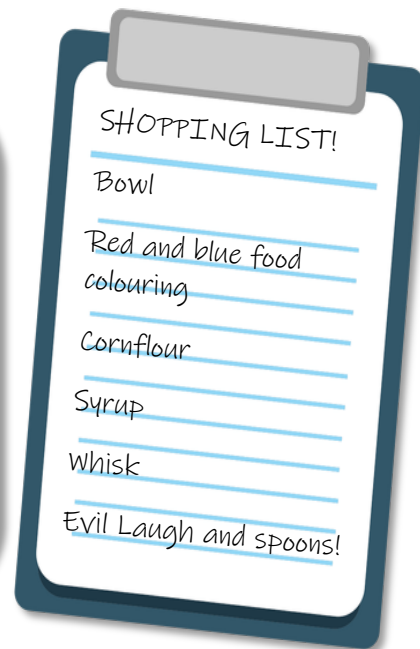 SHOPPING LIST!
Bowl
Red and blue food
colouring
Cornflour
Syrup
Whisk
Evil Laugh and spoons!